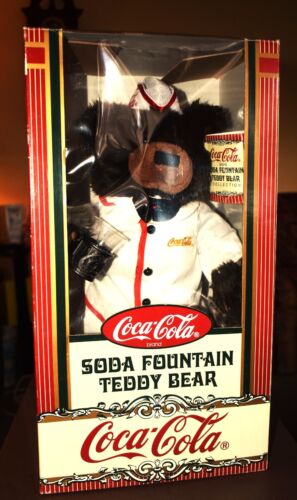 Coca-Cola
SODA FOUNTAIN
TEDDY BEAR
COLLECTION
Coca-Cola
Coca-Cola®
brand
SODA FOUNTAIN
TEDDY BEAR
Coca-Cola®